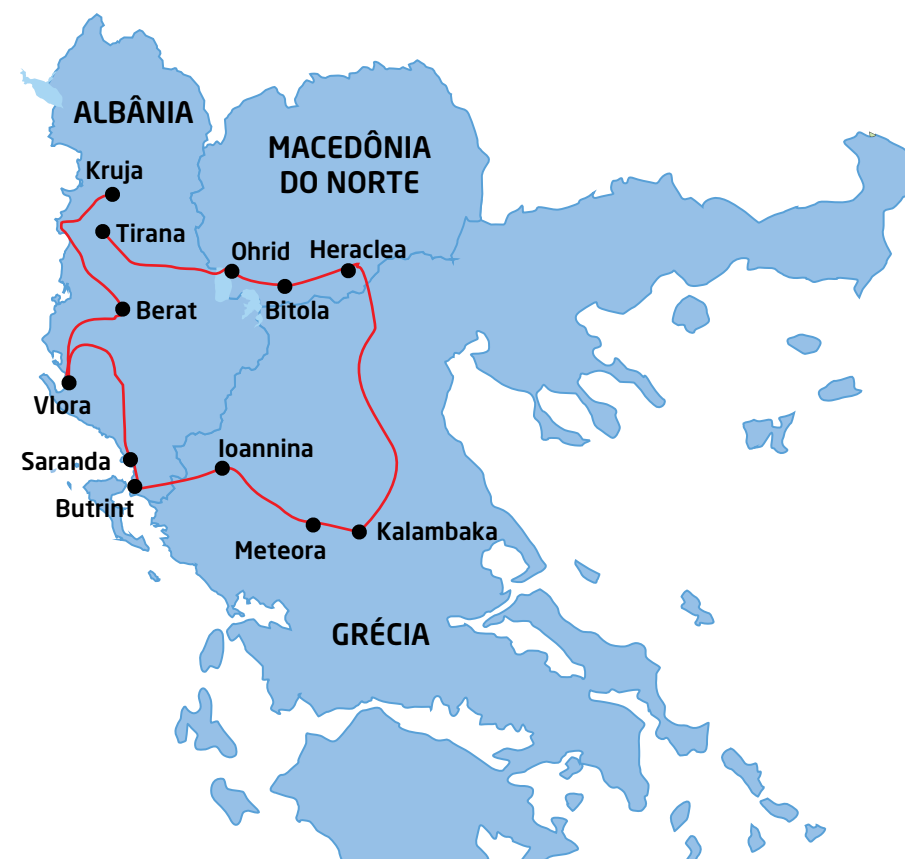 ALBÂNIA
MACEDÔNIA
DO NORTE
Kruja
Tirana
Ohrid
Heraclea
Berat
Bitola
Vlora
Ioannina
Saranda
Butrint
Kalambaka
Meteora
GRÉCIA